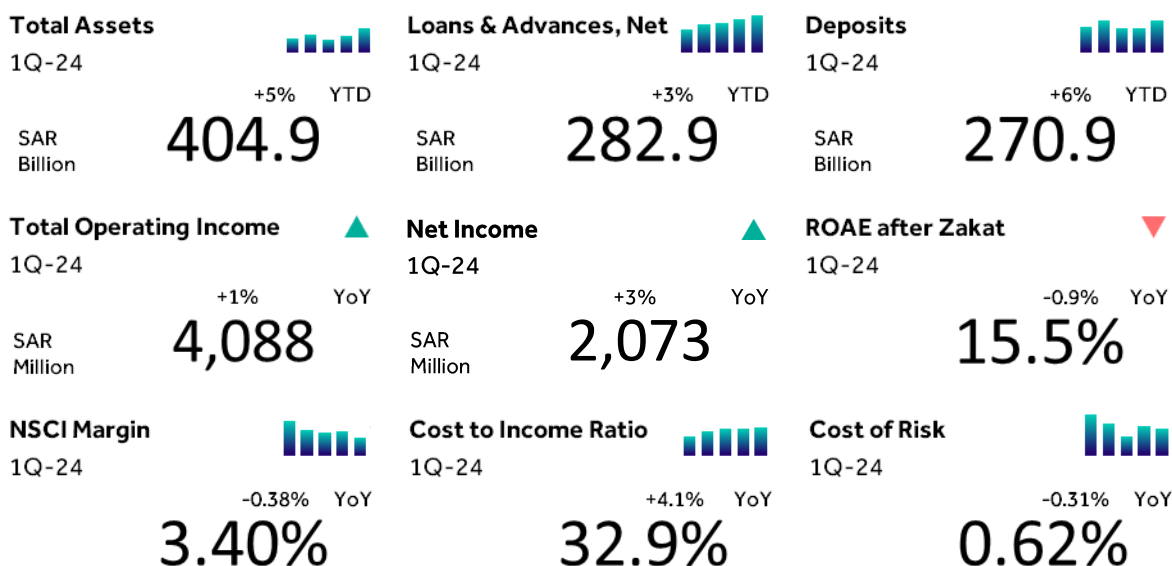 Total Assets
1Q-24
+5% YTD
SAR
Billion
404.9
Loans & Advances, Net
1Q-24
+3% YTD
SAR
Billion
282.9
Deposits
1Q-24
+6% YTD
SAR
Billion
270.9
Total Operating Income
1Q-24
+1% YoY
SAR
Million
4,088
Net Income
1Q-24
+3% YoY
SAR
Million
2,073
ROAE after Zakat
1Q-24
-0.9% YoY
15.5%
NSCI Margin
1Q-24
-0.38% YoY
3.40%
Cost to Income Ratio
1Q-24
+4.1% YoY
32.9%
Cost of Risk
1Q-24
-0.31% YoY
0.62%